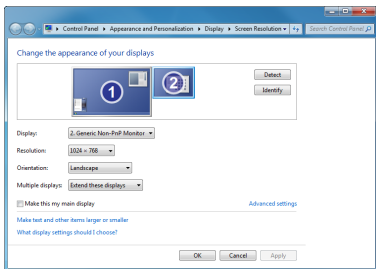 Control Panel ▸ Appearance and Personalization ▸ Display ▸ Screen Resolution
Search Control Panel
Change the appearance of your displays
1
2
Detect
Identify
Display: 2. Generic Non-PnP Monitor
Resolution: 1024 × 768
Orientation: Landscape
Multiple displays: Extend these displays
Make this my main display
Advanced settings
Make text and other items larger or smaller
What display settings should I choose?
OK Cancel Apply